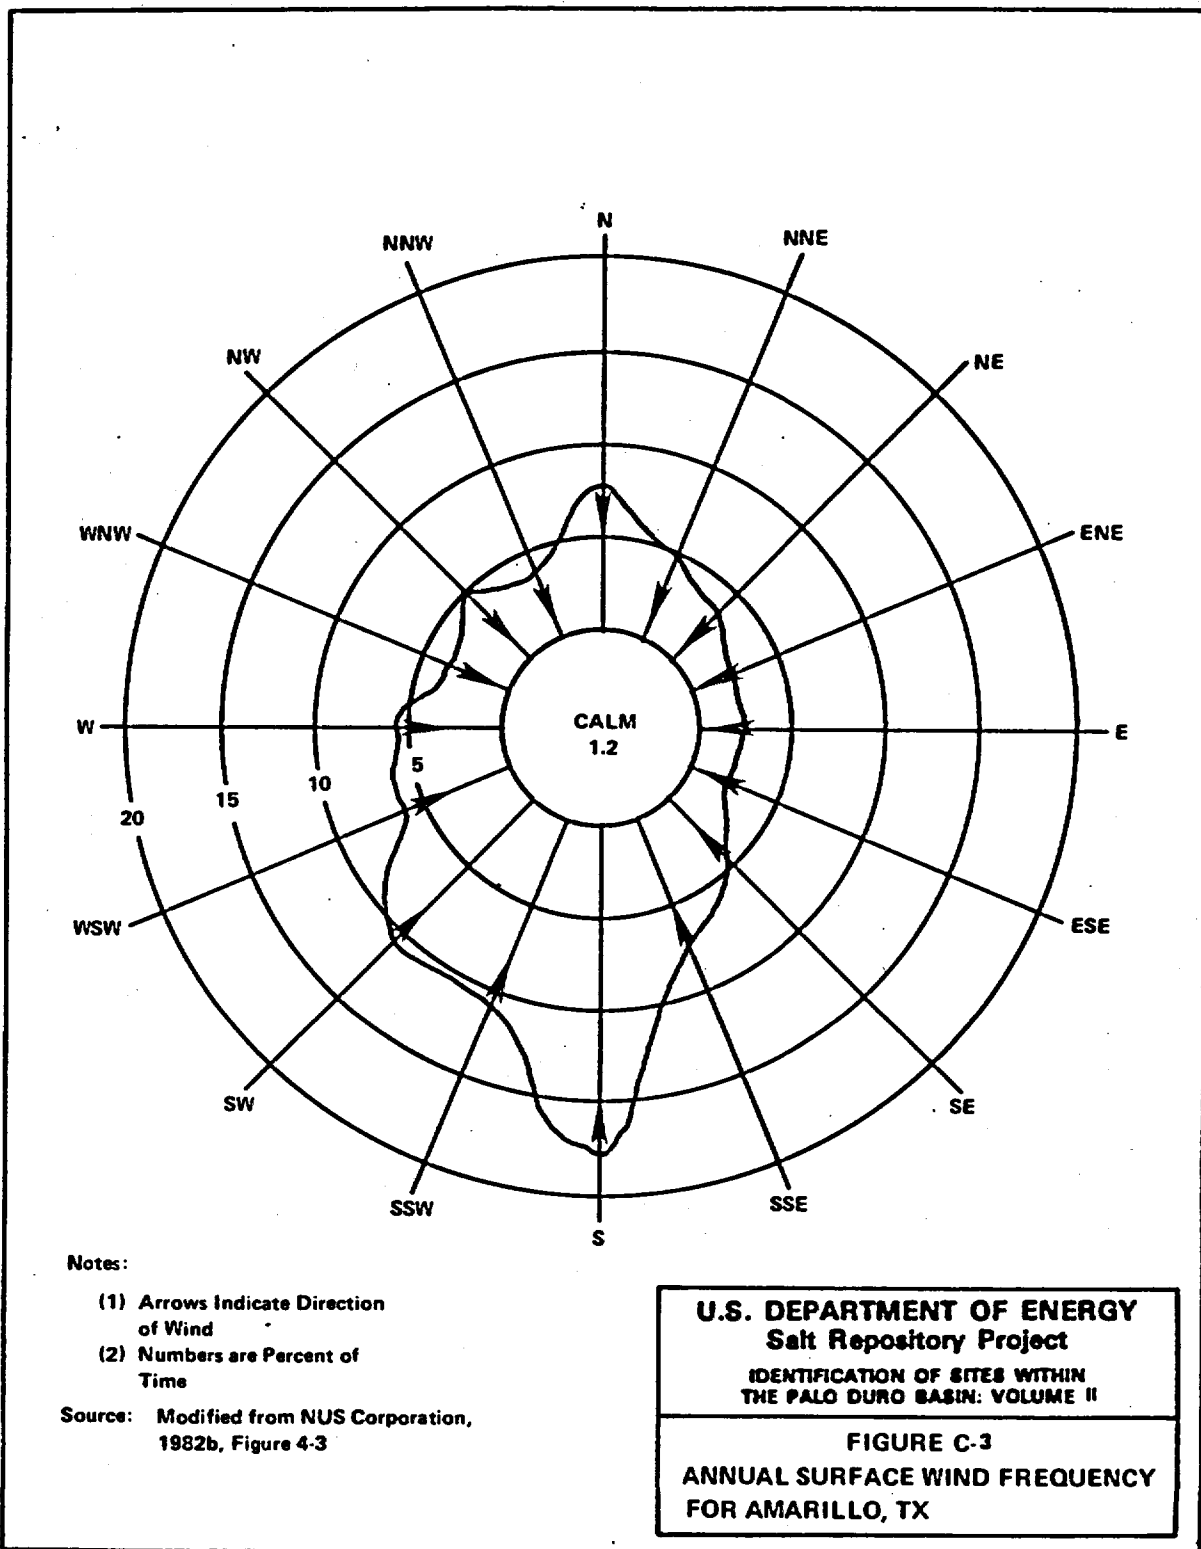 N
NNW
NNE
NW
NE
WNW
ENE
CALM
1.2
W
E
5
10
15
20
WSW
ESE
SW
SE
SSW
SSE
S
Notes:
(1) Arrows Indicate Direction
of Wind
(2) Numbers are Percent of
Time
Source: Modified from NUS Corporation,
1982b, Figure 4-3
U.S. DEPARTMENT OF ENERGY
Salt Repository Project
IDENTIFICATION OF SITES WITHIN
THE PALO DURO BASIN: VOLUME II
FIGURE C-3
ANNUAL SURFACE WIND FREQUENCY
FOR AMARILLO, TX